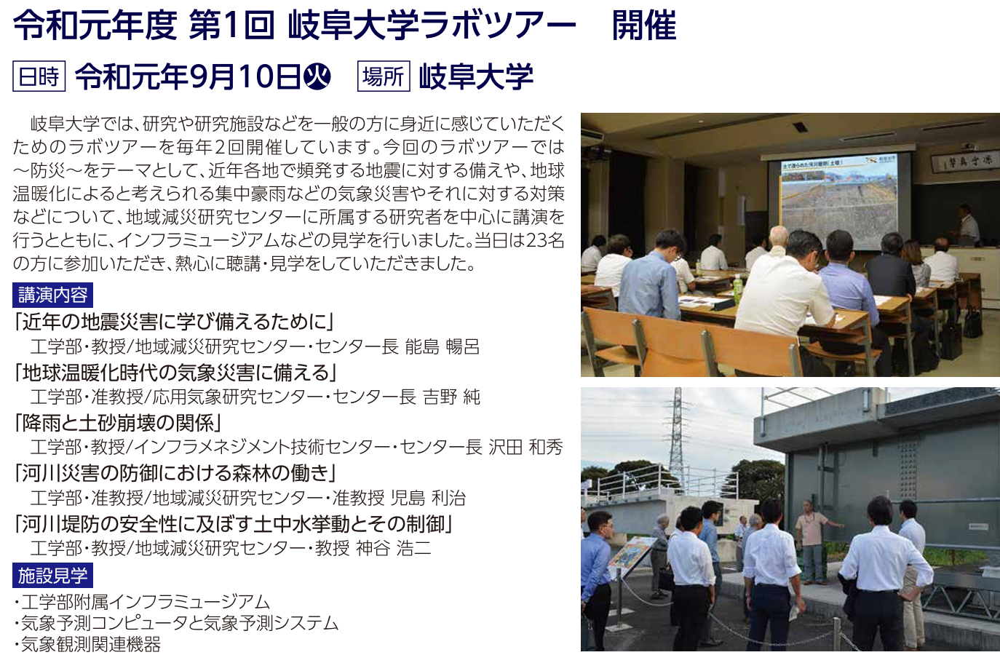 令和元年度 第1回 岐阜大学ラボツアー　開催
日時 令和元年9月10日火 場所 岐阜大学
岐阜大学では、研究や研究施設などを一般の方に身近に感じていただく
ためのラボツアーを毎年2回開催しています。今回のラボツアーでは
～防災～をテーマとして、近年各地で頻発する地震に対する備えや、地球
温暖化によると考えられる集中豪雨などの気象災害やそれに対する対策
などについて、地域減災研究センターに所属する研究者を中心に講演を
行うとともに、インフラミュージアムなどの見学を行いました。当日は23名
の方に参加いただき、熱心に聴講・見学をしていただきました。
講演内容
「近年の地震災害に学び備えるために」
工学部・教授/地域減災研究センター・センター長 能島 暢呂
「地球温暖化時代の気象災害に備える」
工学部・准教授/応用気象研究センター・センター長 吉野 純
「降雨と土砂崩壊の関係」
工学部・教授/インフラメネジメント技術センター・センター長 沢田 和秀
「河川災害の防御における森林の働き」
工学部・准教授/地域減災研究センター・准教授 児島 利治
「河川堤防の安全性に及ぼす土中水挙動とその制御」
工学部・教授/地域減災研究センター・教授 神谷 浩二
施設見学
・工学部附属インフラミュージアム
・気象予測コンピュータと気象予測システム
・気象観測関連機器
土で造られた河川堤防(土堤)